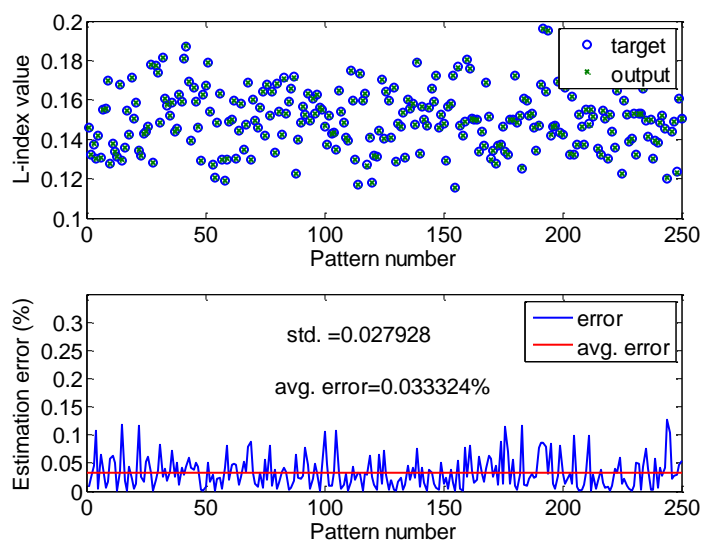 0.2
0.18
0.16
0.14
0.12
0.1
L-index value
target
output
0 50 100 150 200 250
Pattern number
0.3
0.25
0.2
0.15
0.1
0.05
0
Estimation error (%)
std. =0.027928
avg. error=0.033324%
error
avg. error
0 50 100 150 200 250
Pattern number